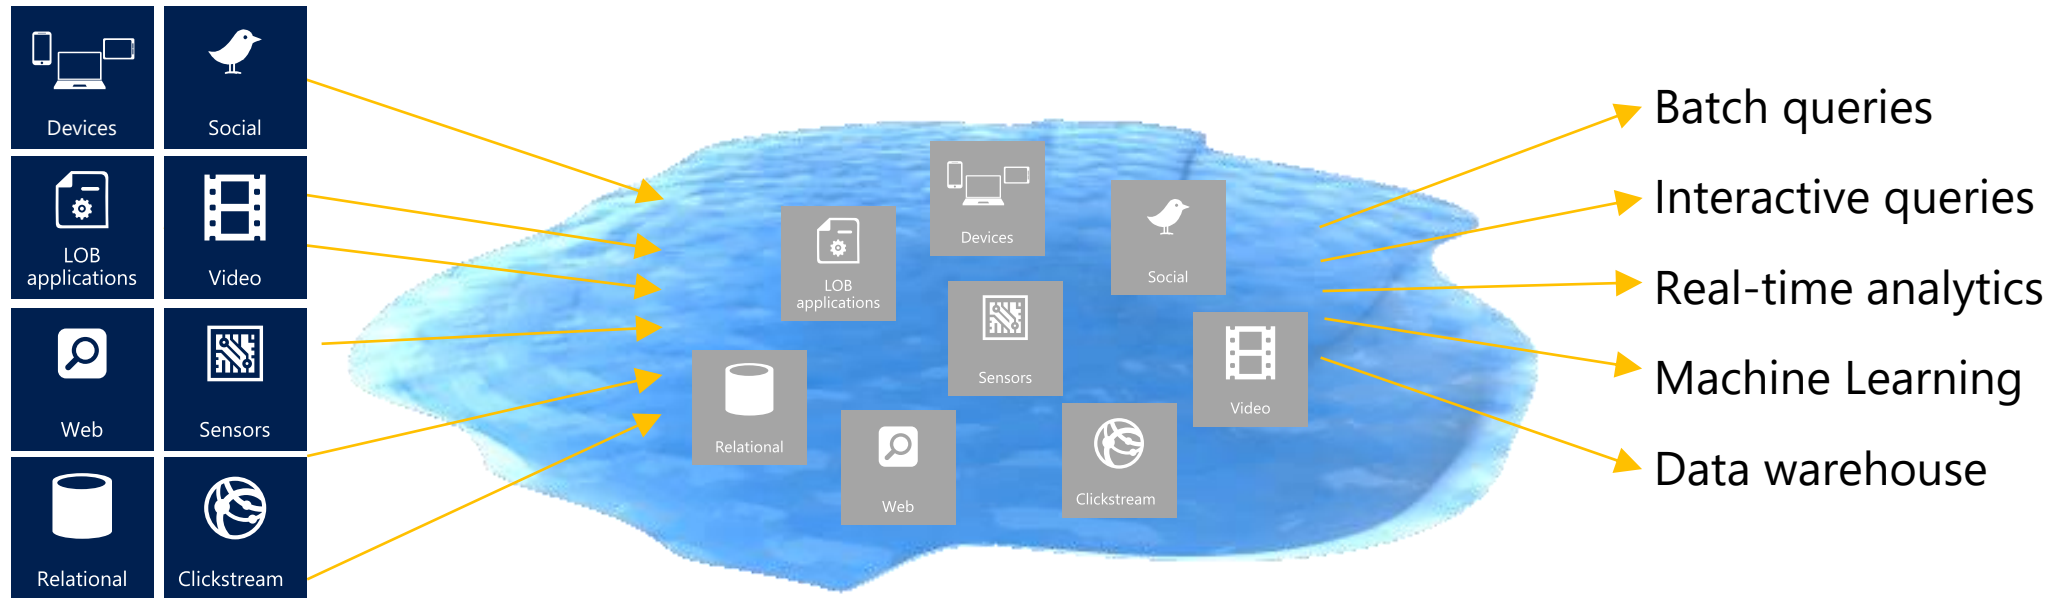 Devices
Social
LOB
applications
Video
Web
Sensors
Relational
Clickstream
Devices
Social
LOB
applications
Sensors
Video
Relational
Web
Clickstream
Batch queries
Interactive queries
Real-time analytics
Machine Learning
Data warehouse